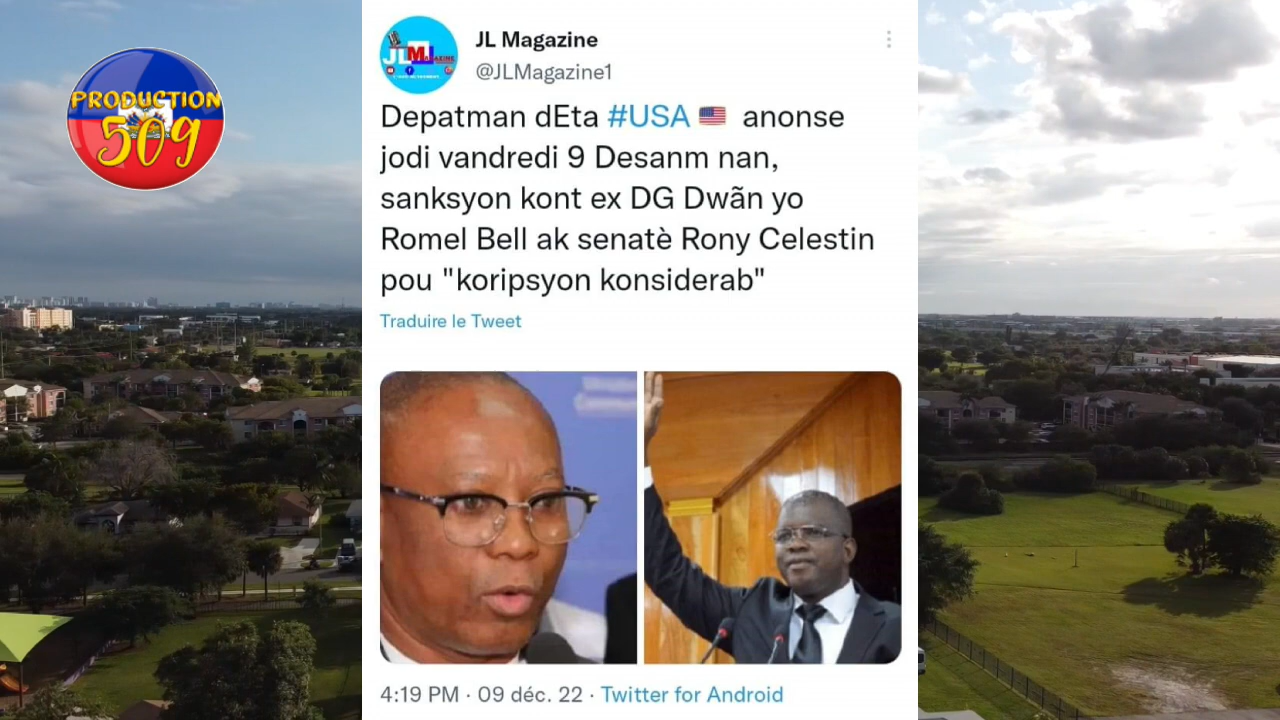 PRODUCTION
509
JL Magazine
@JLMagazine1
Depatman dEta #USA anonse
jodi vandredi 9 Desanm nan,
sanksyon kont ex DG Dwãn yo
Romel Bell ak senatè Rony Celestin
pou "koripsyon konsiderab"
Traduire le Tweet
4:19 PM · 09 déc. 22 · Twitter for Android